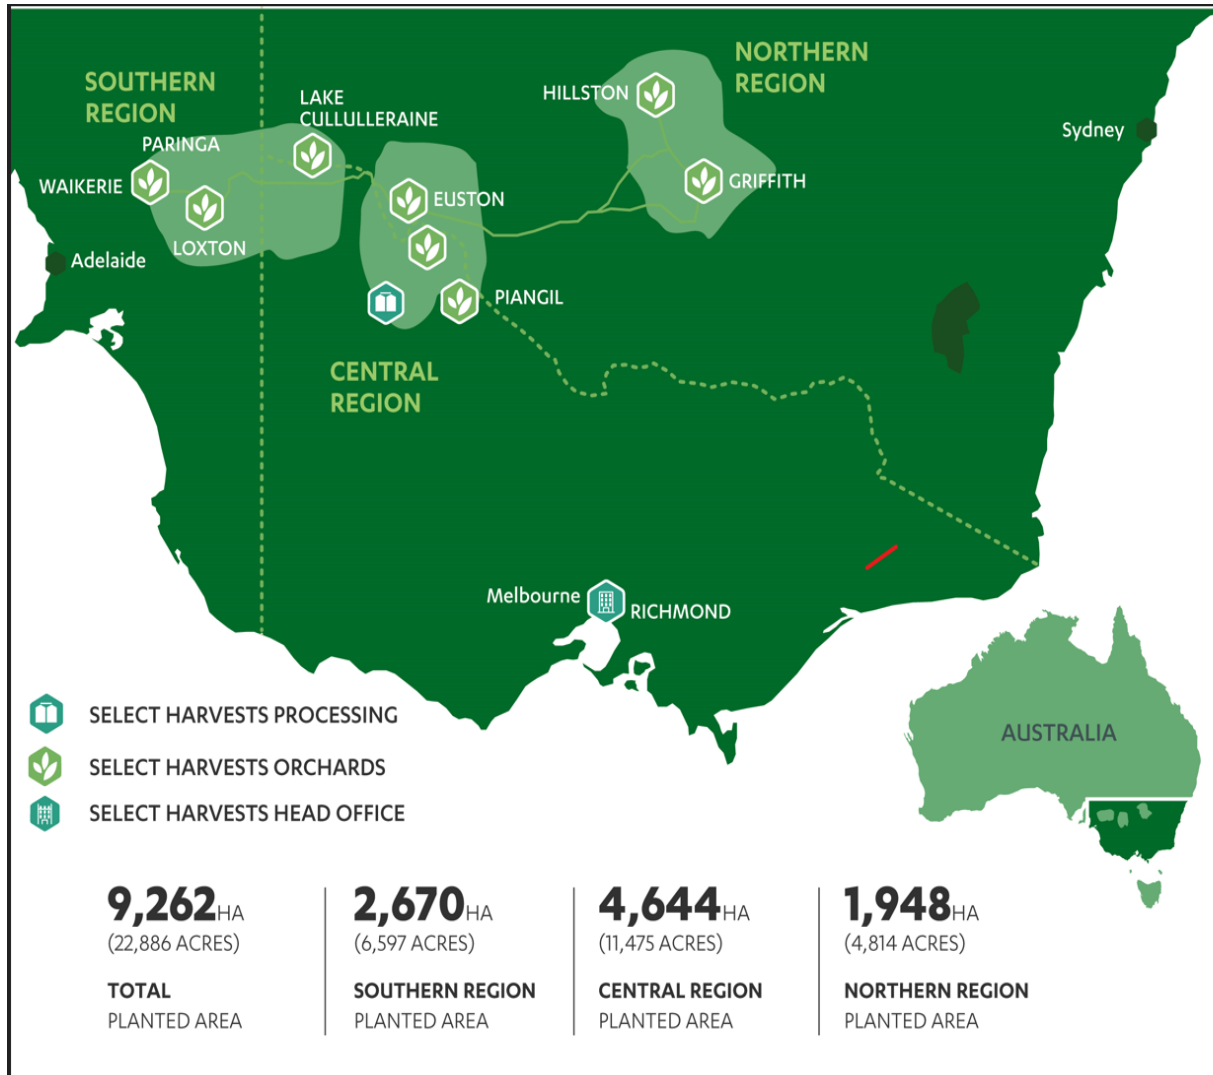 SOUTHERN
REGION
NORTHERN
REGION
LAKE
CULLULLERAINE
HILLSTON
Sydney
PARINGA
WAIKERIE
EUSTON
GRIFFITH
LOXTON
Adelaide
PIANGIL
CENTRAL
REGION
Melbourne
RICHMOND
SELECT HARVESTS PROCESSING
SELECT HARVESTS ORCHARDS
SELECT HARVESTS HEAD OFFICE
AUSTRALIA
9,262HA
(22,886 ACRES)
TOTAL
PLANTED AREA
2,670HA
(6,597 ACRES)
SOUTHERN REGION
PLANTED AREA
4,644HA
(11,475 ACRES)
CENTRAL REGION
PLANTED AREA
1,948HA
(4,814 ACRES)
NORTHERN REGION
PLANTED AREA